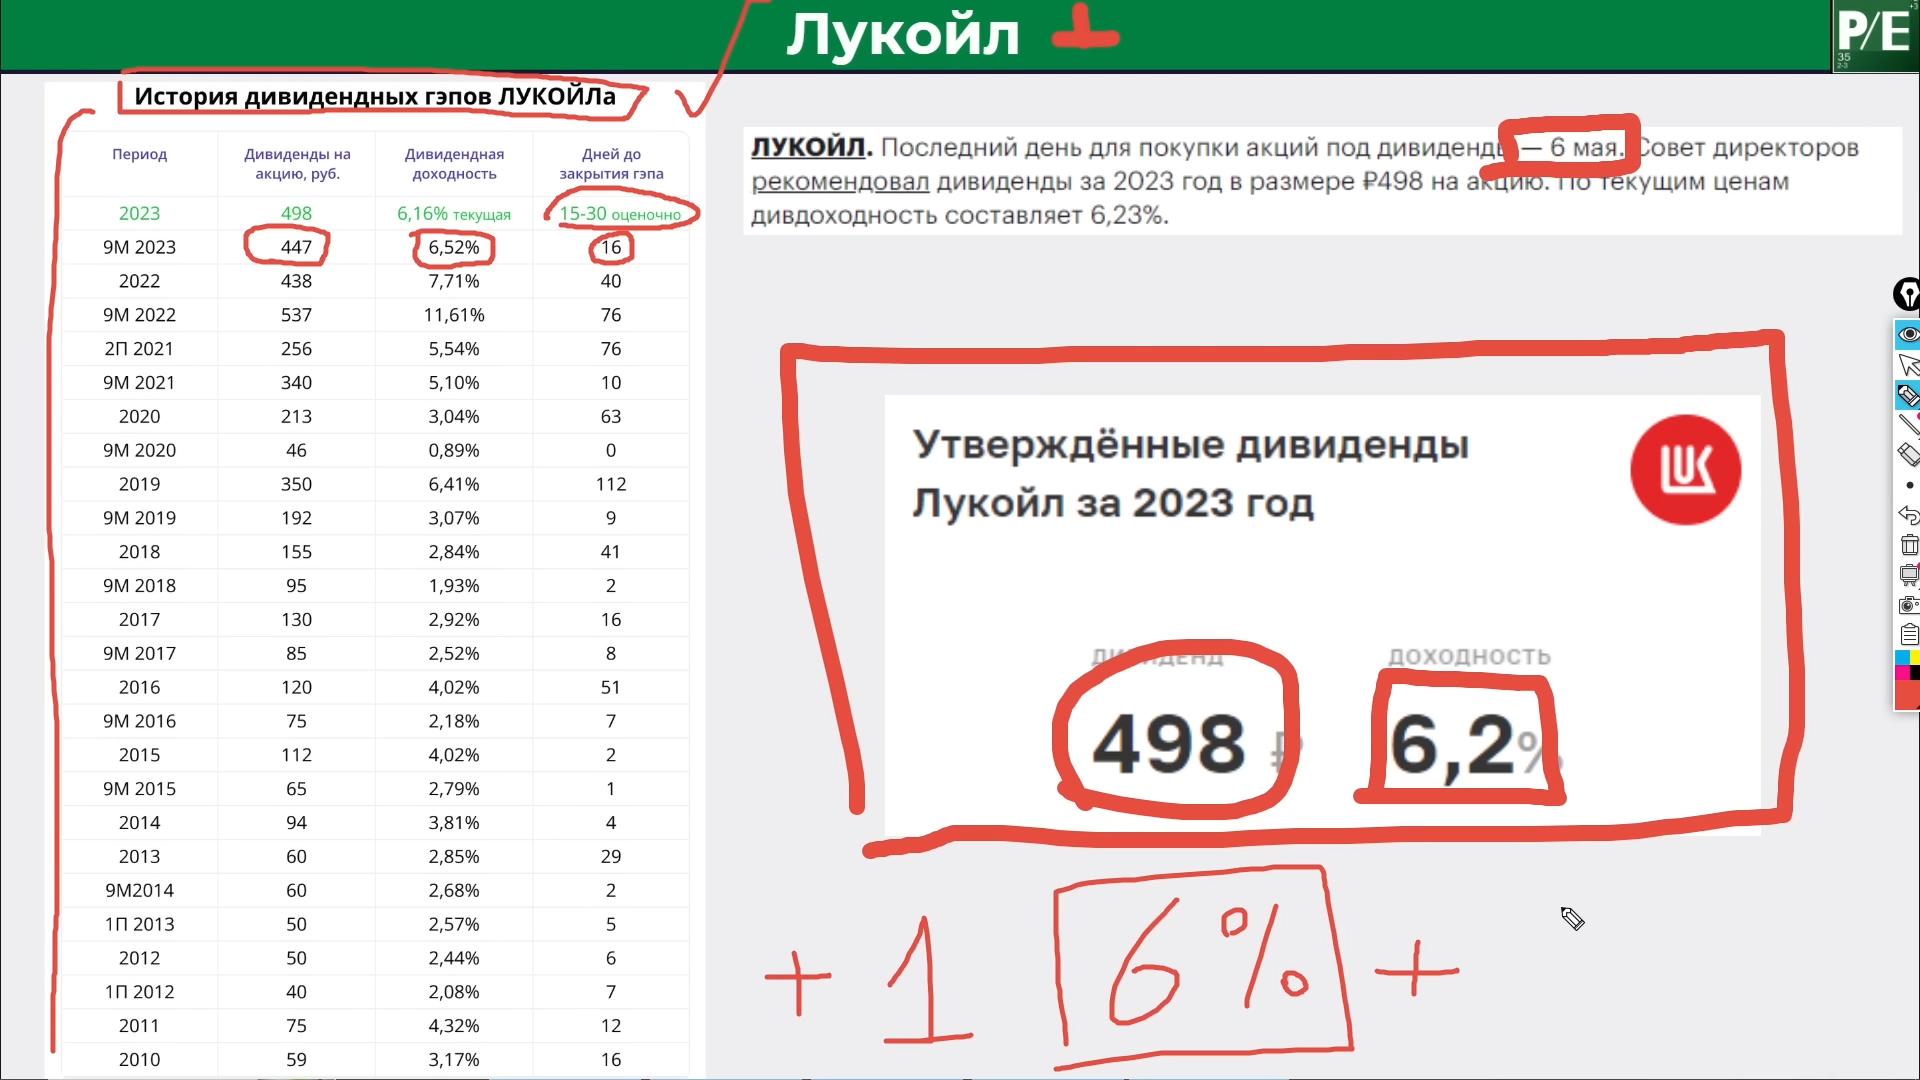 Лукойл
P/E
35
2-3
+3
История дивидендных гэпов ЛУКОЙЛа
Период Дивиденды на акцию, руб. Дивидендная доходность Дней до закрытия гэпа
2023 498 6,16% текущая 15-30 оценочно
9М 2023 447 6,52% 16
2022 438 7,71% 40
9М 2022 537 11,61% 76
2П 2021 256 5,54% 76
9М 2021 340 5,10% 10
2020 213 3,04% 63
9М 2020 46 0,89% 0
2019 350 6,41% 112
9М 2019 192 3,07% 9
2018 155 2,84% 41
9М 2018 95 1,93% 2
2017 130 2,92% 16
9М 2017 85 2,52% 8
2016 120 4,02% 51
9М 2016 75 2,18% 7
2015 112 4,02% 2
9М 2015 65 2,79% 1
2014 94 3,81% 4
2013 60 2,85% 29
9М2014 60 2,68% 2
1П 2013 50 2,57% 5
2012 50 2,44% 6
1П 2012 40 2,08% 7
2011 75 4,32% 12
2010 59 3,17% 16
ЛУКОЙЛ. Последний день для покупки акций под дивиденды — 6 мая. Совет директоров
рекомендовал дивиденды за 2023 год в размере ₽498 на акцию. По текущим ценам
дивдоходность составляет 6,23%.
Утверждённые дивиденды
Лукойл за 2023 год
LUK
ДИВИДЕНД ДОХОДНОСТЬ
498 ₽ 6,2%
+ 1 6% +